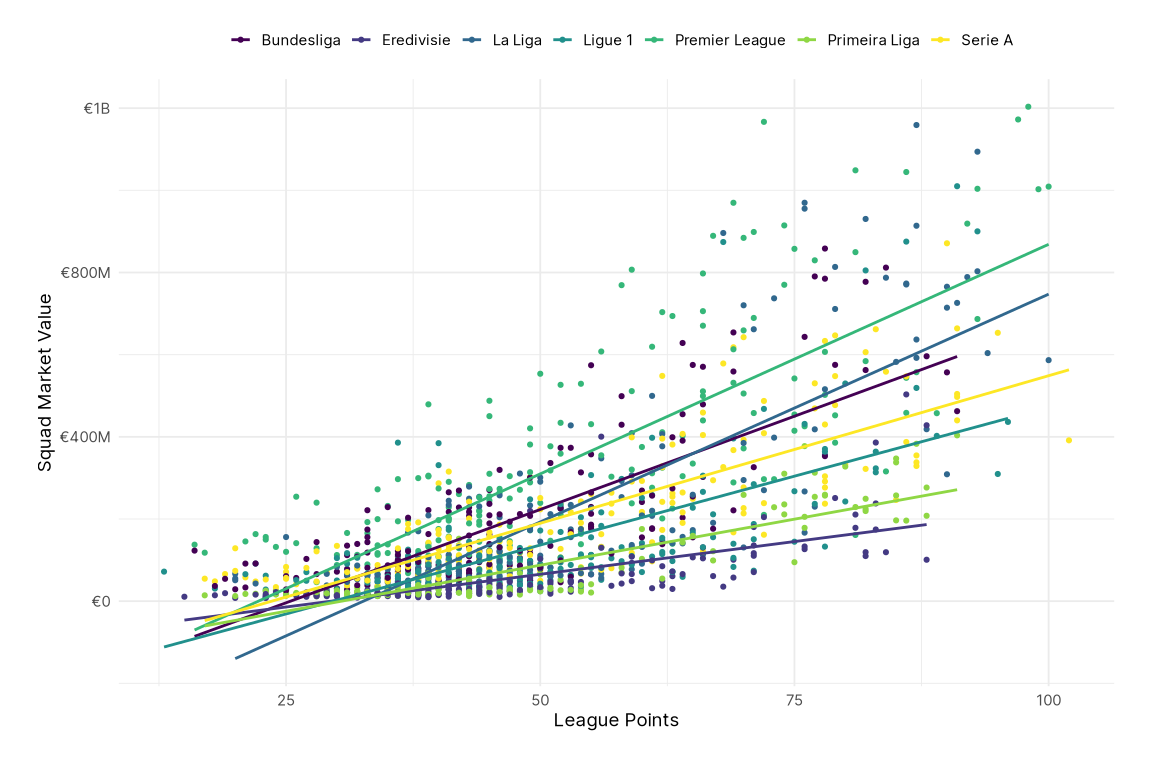 Bundesliga Eredivisie La Liga Ligue 1 Premier League Primeira Liga Serie A
€1B
€800M
€400M
€0
Squad Market Value
25 50 75 100
League Points